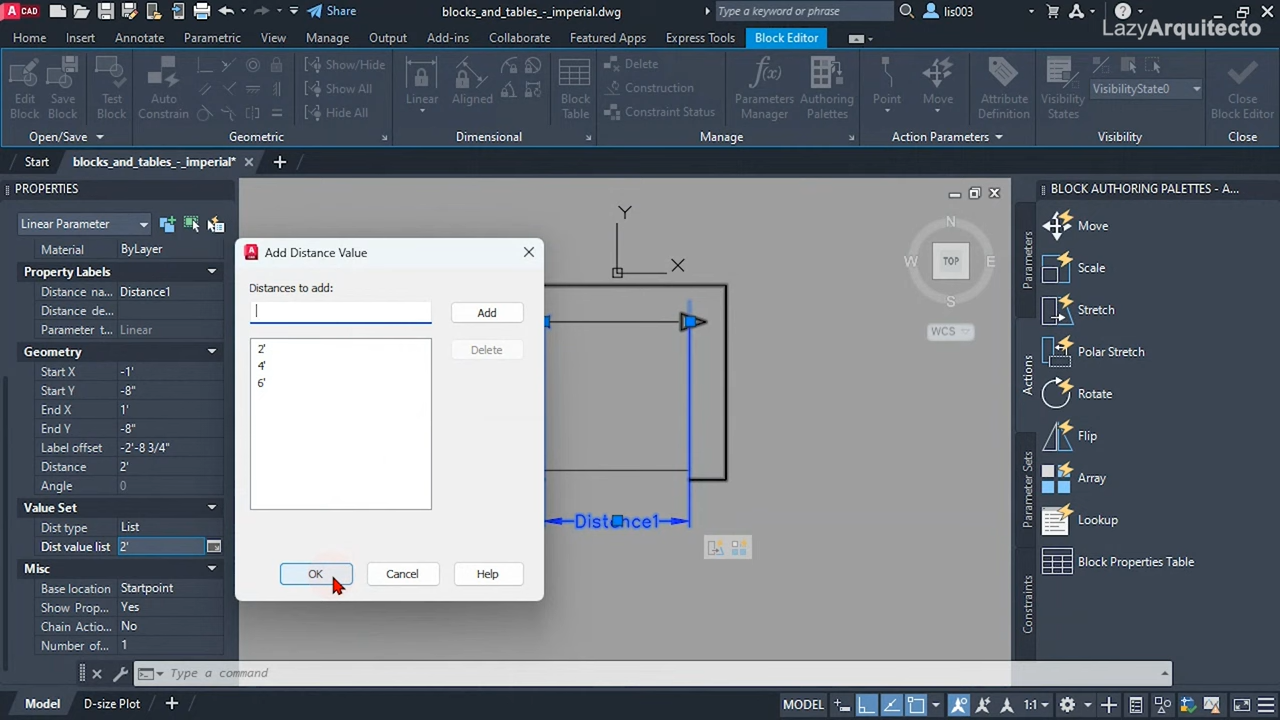 CAD
Share
blocks_and_tables_-_imperial.dwg
Type a keyword or phrase
lis003
LazyArquitecto
Home Insert Annotate Parametric View Manage Output Add-ins Collaborate Featured Apps Express Tools Block Editor
Edit Block
Save Block
Test Block
Auto Constrain
Show/Hide
Show All
Hide All
Linear
Aligned
Block Table
Delete
Construction
Constraint Status
Parameters Manager
Authoring Palettes
Point
Move
Attribute Definition
Visibility States
VisibilityState0
Close Block Editor
Open/Save Geometric Dimensional Manage Action Parameters Visibility Close
Start blocks_and_tables_-_imperial*
PROPERTIES
Linear Parameter
Material ByLayer
Property Labels
Distance na... Distance1
Distance de...
Parameter t... Linear
Geometry
Start X -1'
Start Y -8"
End X 1'
End Y -8"
Label offset -2'-8 3/4"
Distance 2'
Angle 0
Value Set
Dist type List
Dist value list 2'
Misc
Base location Startpoint
Show Prop... Yes
Chain Actio... No
Number of... 1
Add Distance Value
Distances to add:
Add
2'
4'
6'
Delete
OK Cancel Help
Y
X
Distance1
N
W TOP E
S
WCS
BLOCK AUTHORING PALETTES - A...
Parameters
Actions
Parameter Sets
Constraints
Move
Scale
Stretch
Polar Stretch
Rotate
Flip
Array
Lookup
Block Properties Table
Type a command
Model D-size Plot
MODEL 1:1